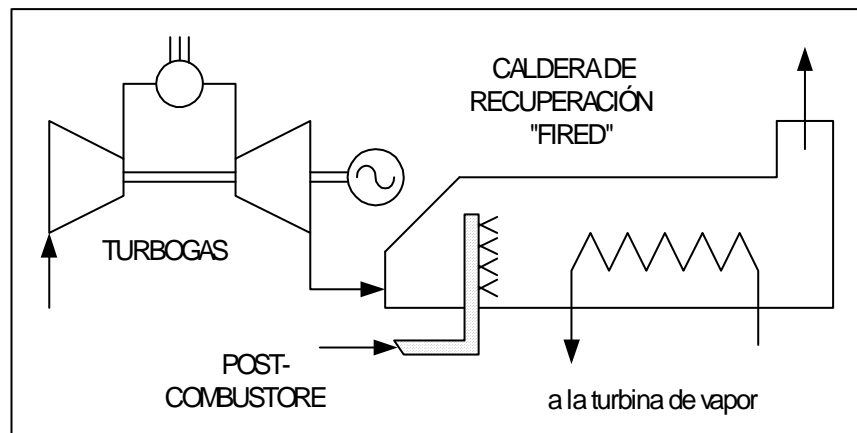 CALDERA DE
RECUPERACIÓN
"FIRED"
TURBOGAS
POST-
COMBUSTORE
a la turbina de vapor